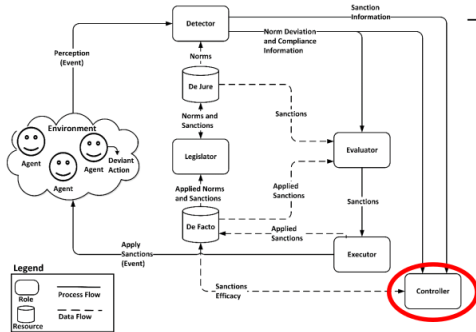 Detector
Sanction
Information
Perception
(Event)
Norms
Norm Deviation
and Compliance
Information
De Jure
Environment
Norms and
Sanctions
Sanctions
Agent
Agent
Agent
Deviant
Action
Legislator
Evaluator
Applied Norms
and Sanctions
Applied
Sanctions
Sanctions
De Facto
Applied
Sanctions
Apply
Sanctions
(Event)
Executor
Sanctions
Efficacy
Controller
Legend
Role
Process Flow
Resource
Data Flow